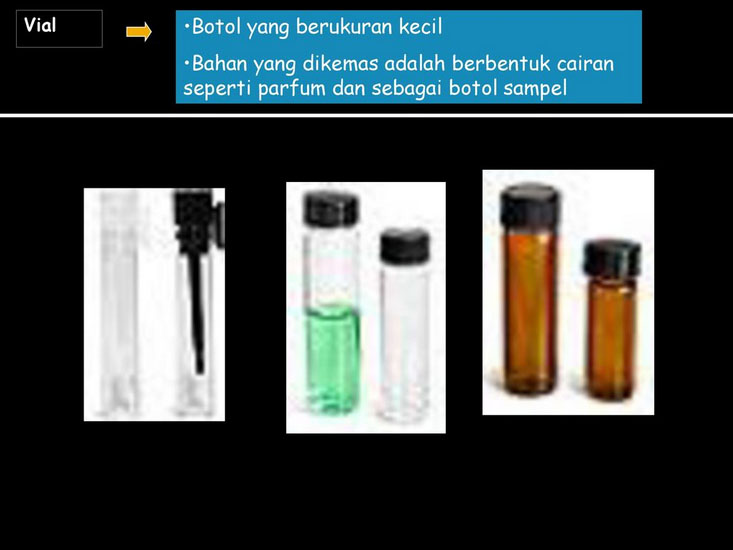 Vial
•Botol yang berukuran kecil
•Bahan yang dikemas adalah berbentuk cairan
seperti parfum dan sebagai botol sampel